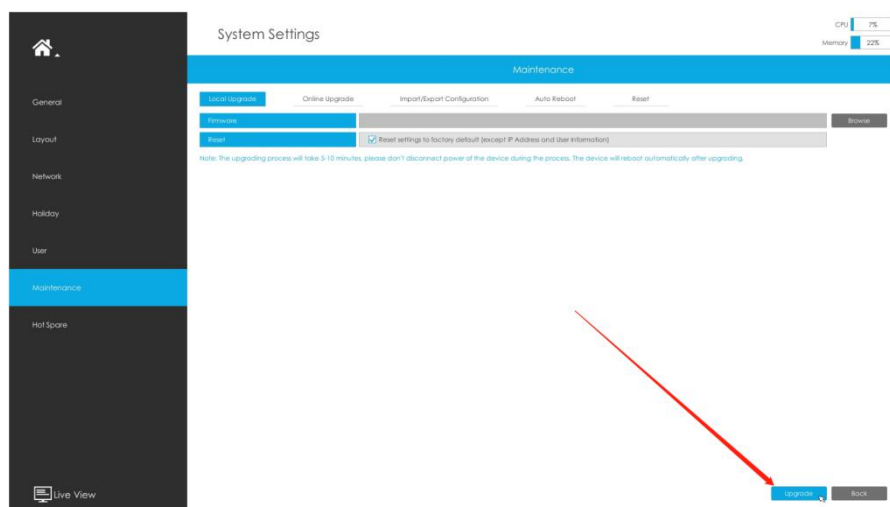 System Settings
CPU 7%
Memory 22%
Maintenance
General
Layout
Network
Holiday
User
Maintenance
Hot Spare
Live View
Local Upgrade Online Upgrade Import/Export Configuration Auto Reboot Reset
Firmware Browse
Reset Reset settings to factory default (except IP Address and User Information)
Note: The upgrading process will take 5-10 minutes, please don't disconnect power of the device during the process. The device will reboot automatically after upgrading.
Upgrade Back